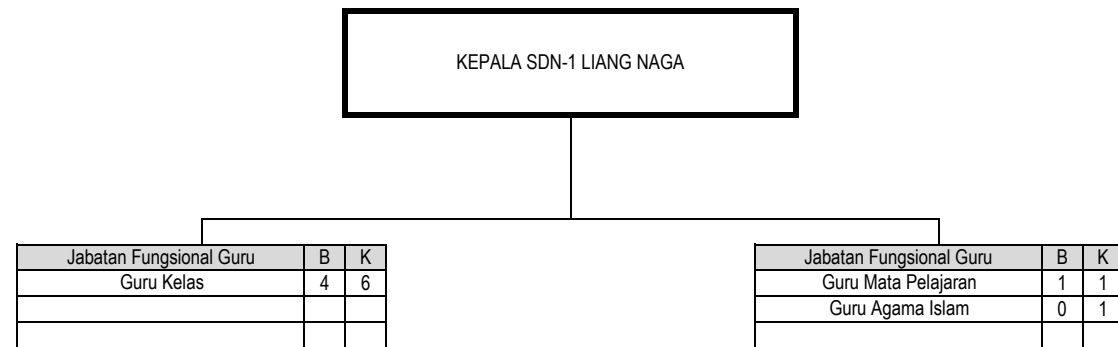 KEPALA SDN-1 LIANG NAGA
Jabatan Fungsional Guru B K
Guru Kelas 4 6
Jabatan Fungsional Guru B K
Guru Mata Pelajaran 1 1
Guru Agama Islam 0 1